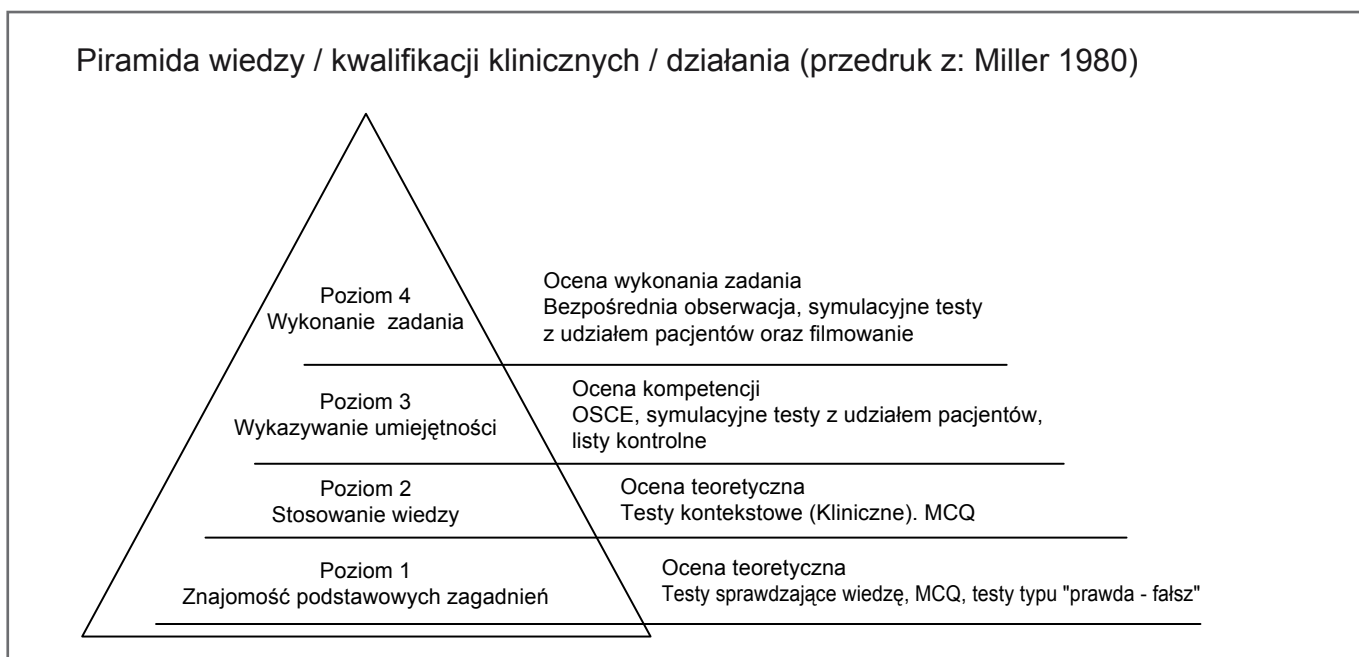 Piramida wiedzy / kwalifikacji klinicznych / działania (przedruk z: Miller 1980)
Poziom 4
Wykonanie zadania
Ocena wykonania zadania
Bezpośrednia obserwacja, symulacyjne testy
z udziałem pacjentów oraz filmowanie
Poziom 3
Wykazywanie umiejętności
Ocena kompetencji
OSCE, symulacyjne testy z udziałem pacjentów,
listy kontrolne
Poziom 2
Stosowanie wiedzy
Ocena teoretyczna
Testy kontekstowe (Kliniczne). MCQ
Poziom 1
Znajomość podstawowych zagadnień
Ocena teoretyczna
Testy sprawdzające wiedzę, MCQ, testy typu "prawda - fałsz"